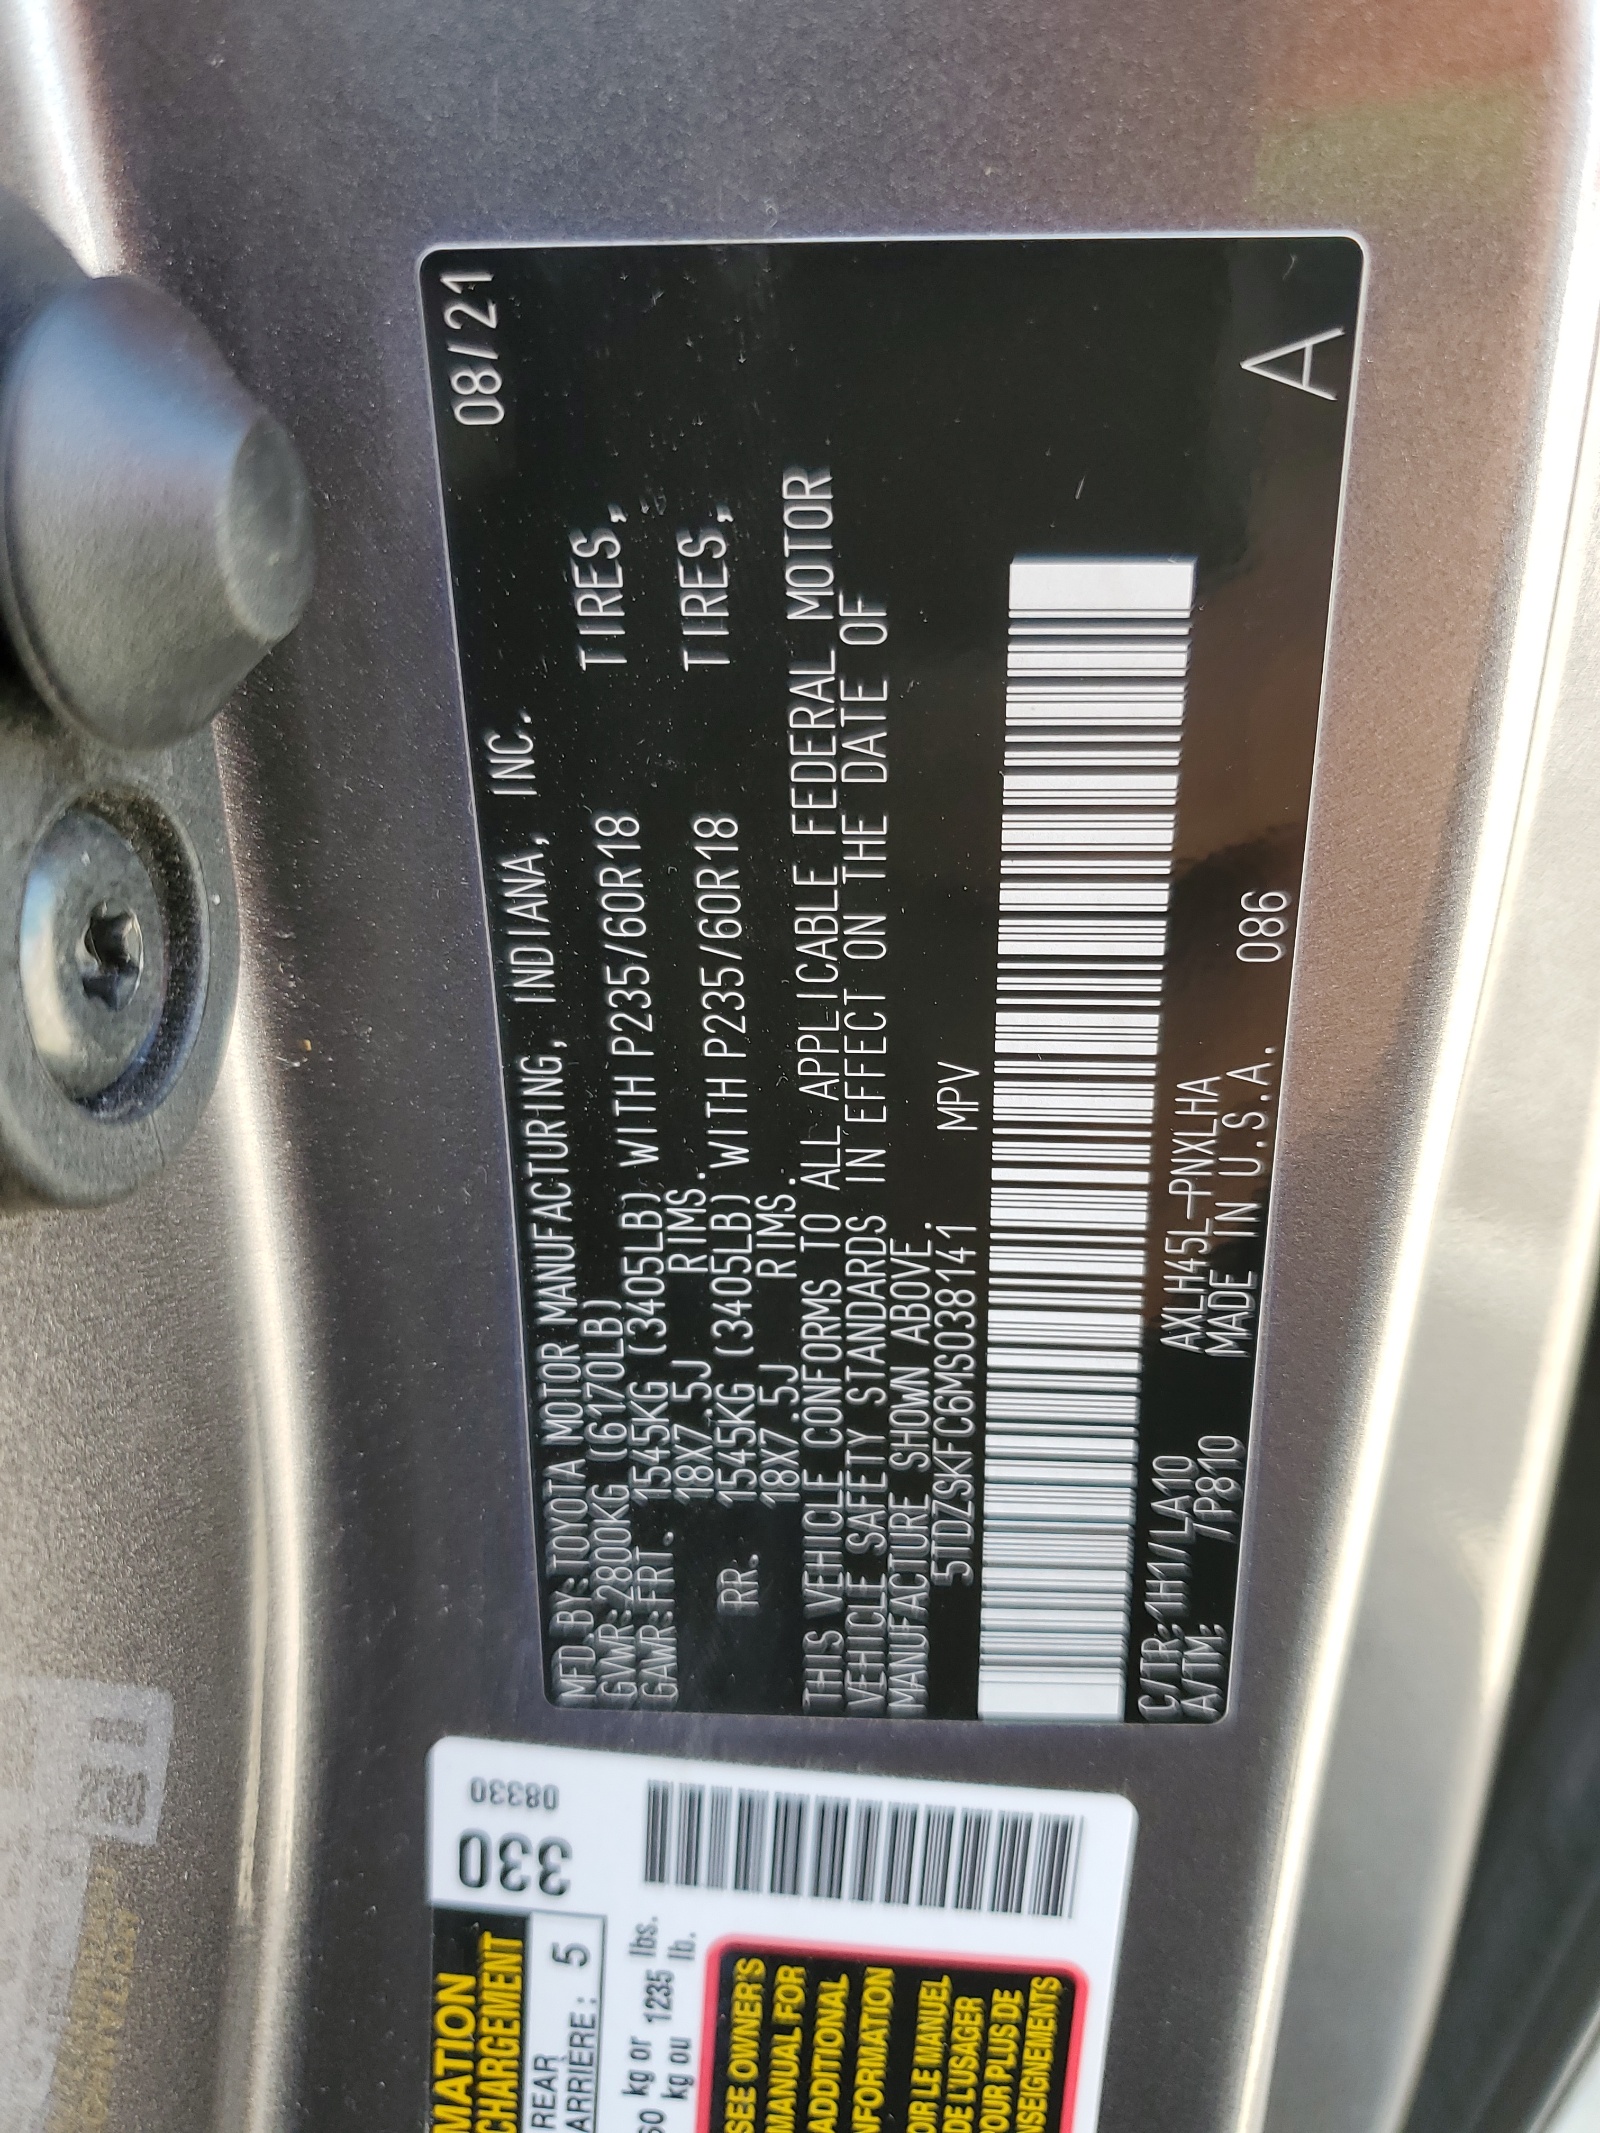 08/21
MFD.BY:TOYOTA MOTOR MANUFACTURING, INDIANA, INC.
GVWR:2800KG (6170LB)
GAWR:FRT. 1545KG (3405LB) WITH P235/60R18 TIRES,
18X7.5J RIMS.
RR. 1545KG (3405LB) WITH P235/60R18 TIRES,
18X7.5J RIMS.
THIS VEHICLE CONFORMS TO ALL APPLICABLE FEDERAL MOTOR
VEHICLE SAFETY STANDARDS IN EFFECT ON THE DATE OF
MANUFACTURE SHOWN ABOVE.
5TDZSKFC6MS038141 MPV
C/TR:1H1/LA10 AXLH45L-PNXLHA
A/TM: /P810 MADE IN U.S.A. 086
A
MATION
CHARGEMENT
330
08330
REAR
ARRIÈRE: 5
60 kg or 1235 lbs.
kg ou lb.
SEE OWNER'S
MANUAL FOR
ADDITIONAL
INFORMATION
OIR LE MANUEL
DE L'USAGER
POUR PLUS DE
NSEIGNEMENTS